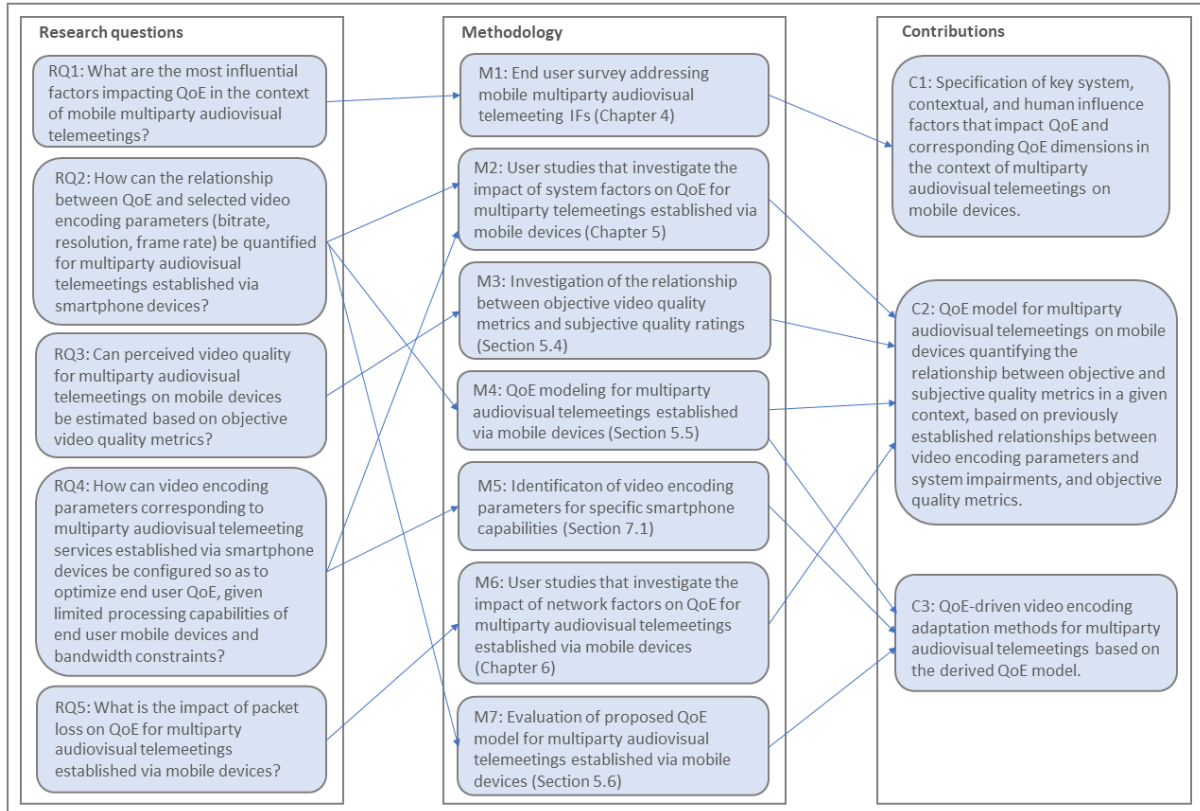 Research questions
RQ1: What are the most influential
factors impacting QoE in the context
of mobile multiparty audiovisual
telemeetings?
RQ2: How can the relationship
between QoE and selected video
encoding parameters (bitrate,
resolution, frame rate) be quantified
for multiparty audiovisual
telemeetings established via
smartphone devices?
RQ3: Can perceived video quality
for multiparty audiovisual
telemeetings on mobile devices
be estimated based on objective
video quality metrics?
RQ4: How can video encoding
parameters corresponding to
multiparty audiovisual telemeeting
services established via smartphone
devices be configured so as to
optimize end user QoE, given
limited processing capabilities of
end user mobile devices and
bandwidth constraints?
RQ5: What is the impact of packet
loss on QoE for multiparty
audiovisual telemeetings
established via mobile devices?
Methodology
M1: End user survey addressing
mobile multiparty audiovisual
telemeeting IFs (Chapter 4)
M2: User studies that investigate the
impact of system factors on QoE for
multiparty telemeetings established via
mobile devices (Chapter 5)
M3: Investigation of the relationship
between objective video quality
metrics and subjective quality ratings
(Section 5.4)
M4: QoE modeling for multiparty
audiovisual telemeetings established
via mobile devices (Section 5.5)
M5: Identificaton of video encoding
parameters for specific smartphone
capabilities (Section 7.1)
M6: User studies that investigate the
impact of network factors on QoE for
multiparty audiovisual telemeetings
established via mobile devices
(Chapter 6)
M7: Evaluation of proposed QoE
model for multiparty audiovisual
telemeetings established via mobile
devices (Section 5.6)
Contributions
C1: Specification of key system,
contextual, and human influence
factors that impact QoE and
corresponding QoE dimensions in
the context of multiparty
audiovisual telemeetings on
mobile devices.
C2: QoE model for multiparty
audiovisual telemeetings on mobile
devices quantifying the
relationship between objective and
subjective quality metrics in a given
context, based on previously
established relationships between
video encoding parameters and
system impairments, and objective
quality metrics.
C3: QoE-driven video encoding
adaptation methods for multiparty
audiovisual telemeetings based on
the derived QoE model.